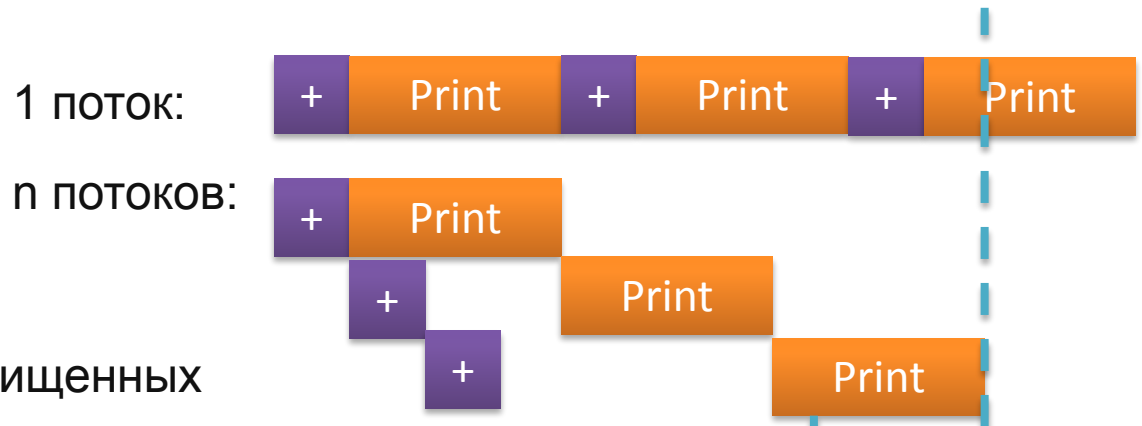 1 поток: + Print + Print + Print
n потоков: + Print
+ Print
ищенных + Print